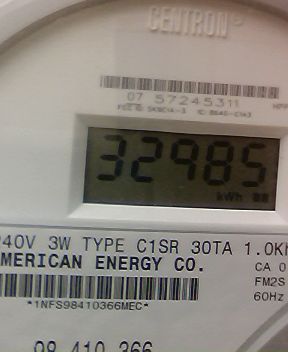 CENTRON®
07 57245311
32985
kWh
240V 3W TYPE C1SR 30TA 1.0Kh
AMERICAN ENERGY CO.
CA 0
FM2S
60Hz
*1NFS98410366MEC*
98 410 366